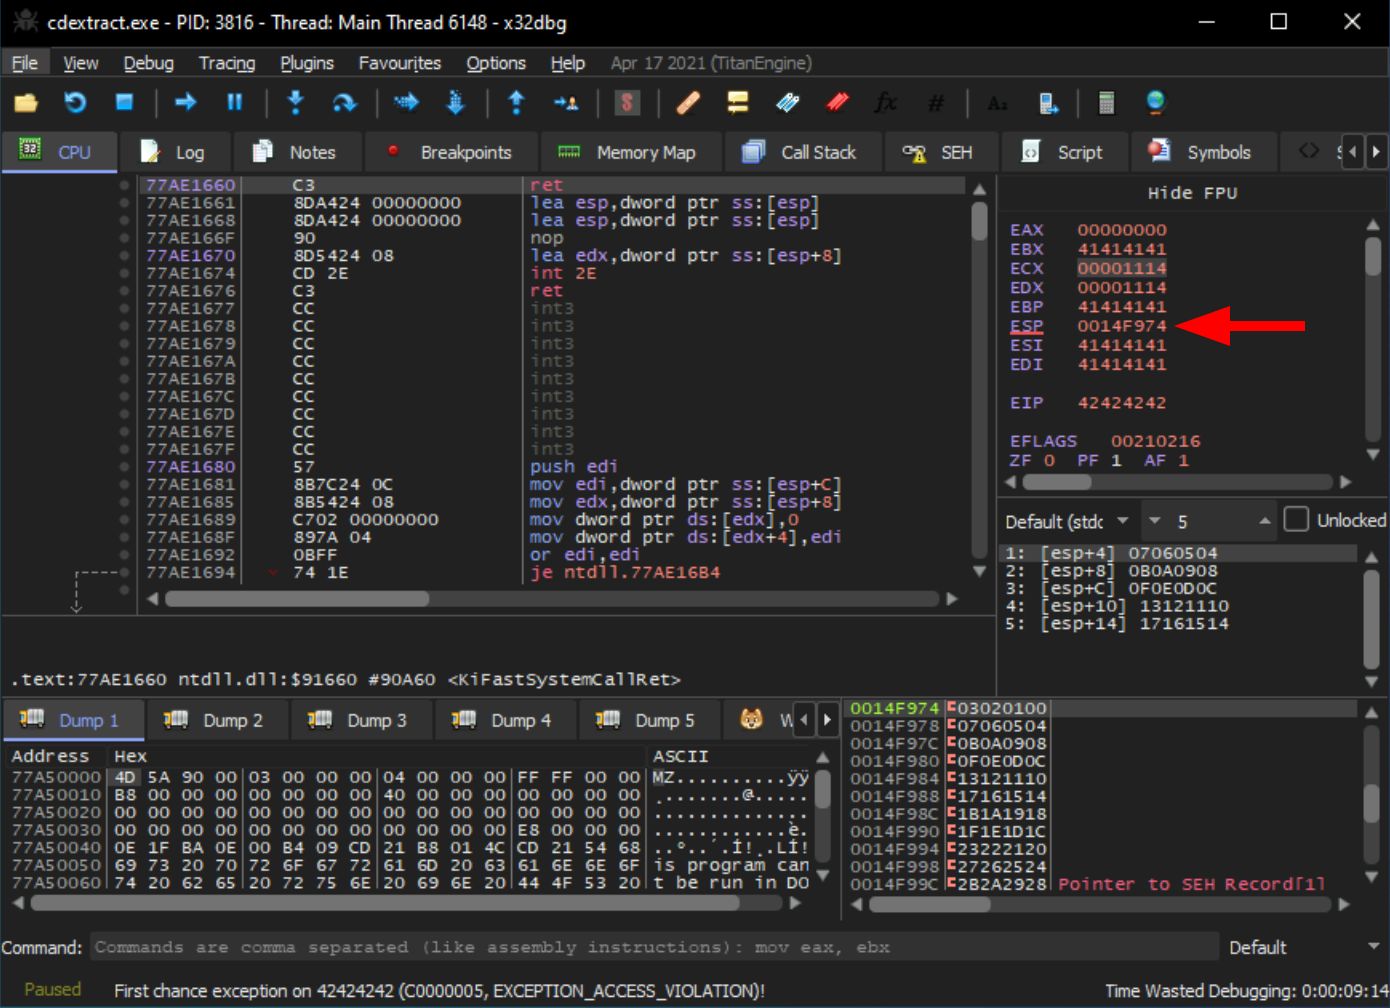 cdextract.exe - PID: 3816 - Thread: Main Thread 6148 - x32dbg
File View Debug Tracing Plugins Favourites Options Help Apr 17 2021 (TitanEngine)
CPU Log Notes Breakpoints Memory Map Call Stack SEH Script Symbols
77AE1660 C3 ret
77AE1661 8DA424 00000000 lea esp,dword ptr ss:[esp]
77AE1668 8DA424 00000000 lea esp,dword ptr ss:[esp]
77AE166F 90 nop
77AE1670 8D5424 08 lea edx,dword ptr ss:[esp+8]
77AE1674 CD 2E int 2E
77AE1676 C3 ret
77AE1677 CC int3
77AE1678 CC int3
77AE1679 CC int3
77AE167A CC int3
77AE167B CC int3
77AE167C CC int3
77AE167D CC int3
77AE167E CC int3
77AE167F CC int3
77AE1680 57 push edi
77AE1681 8B7C24 0C mov edi,dword ptr ss:[esp+C]
77AE1685 8B5424 08 mov edx,dword ptr ss:[esp+8]
77AE1689 C702 00000000 mov dword ptr ds:[edx],0
77AE168F 897A 04 mov dword ptr ds:[edx+4],edi
77AE1692 0BFF or edi,edi
77AE1694 74 1E je ntdll.77AE16B4
.text:77AE1660 ntdll.dll:$91660 #90A60 <KiFastSystemCallRet>
Hide FPU
EAX 00000000
EBX 41414141
ECX 00001114
EDX 00001114
EBP 41414141
ESP 0014F974
ESI 41414141
EDI 41414141
EIP 42424242
EFLAGS 00210216
ZF 0 PF 1 AF 1
Default (stdc 5 Unlocked
1: [esp+4] 07060504
2: [esp+8] 0B0A0908
3: [esp+C] 0F0E0D0C
4: [esp+10] 13121110
5: [esp+14] 17161514
Dump 1 Dump 2 Dump 3 Dump 4 Dump 5 W
Address Hex ASCII
77A50000 4D 5A 90 00 03 00 00 00 04 00 00 00 FF FF 00 00 MZ..........ÿÿ
77A50010 B8 00 00 00 00 00 00 00 40 00 00 00 00 00 00 00 ¸.......@.....
77A50020 00 00 00 00 00 00 00 00 00 00 00 00 00 00 00 00 ..............
77A50030 00 00 00 00 00 00 00 00 00 00 00 00 E8 00 00 00 ............è.
77A50040 0E 1F BA 0E 00 B4 09 CD 21 B8 01 4C CD 21 54 68 ..º..´.Í!¸.LÍ!
77A50050 69 73 20 70 72 6F 67 72 61 6D 20 63 61 6E 6E 6F is program can
77A50060 74 20 62 65 20 72 75 6E 20 69 6E 20 44 4F 53 20 t be run in DO
0014F974 03020100
0014F978 07060504
0014F97C 0B0A0908
0014F980 0F0E0D0C
0014F984 13121110
0014F988 17161514
0014F98C 1B1A1918
0014F990 1F1E1D1C
0014F994 23222120
0014F998 27262524
0014F99C 2B2A2928 Pointer to SEH_Record[1]
Command: Commands are comma separated (like assembly instructions): mov eax, ebx Default
Paused First chance exception on 42424242 (C0000005, EXCEPTION_ACCESS_VIOLATION)! Time Wasted Debugging: 0:00:09:14